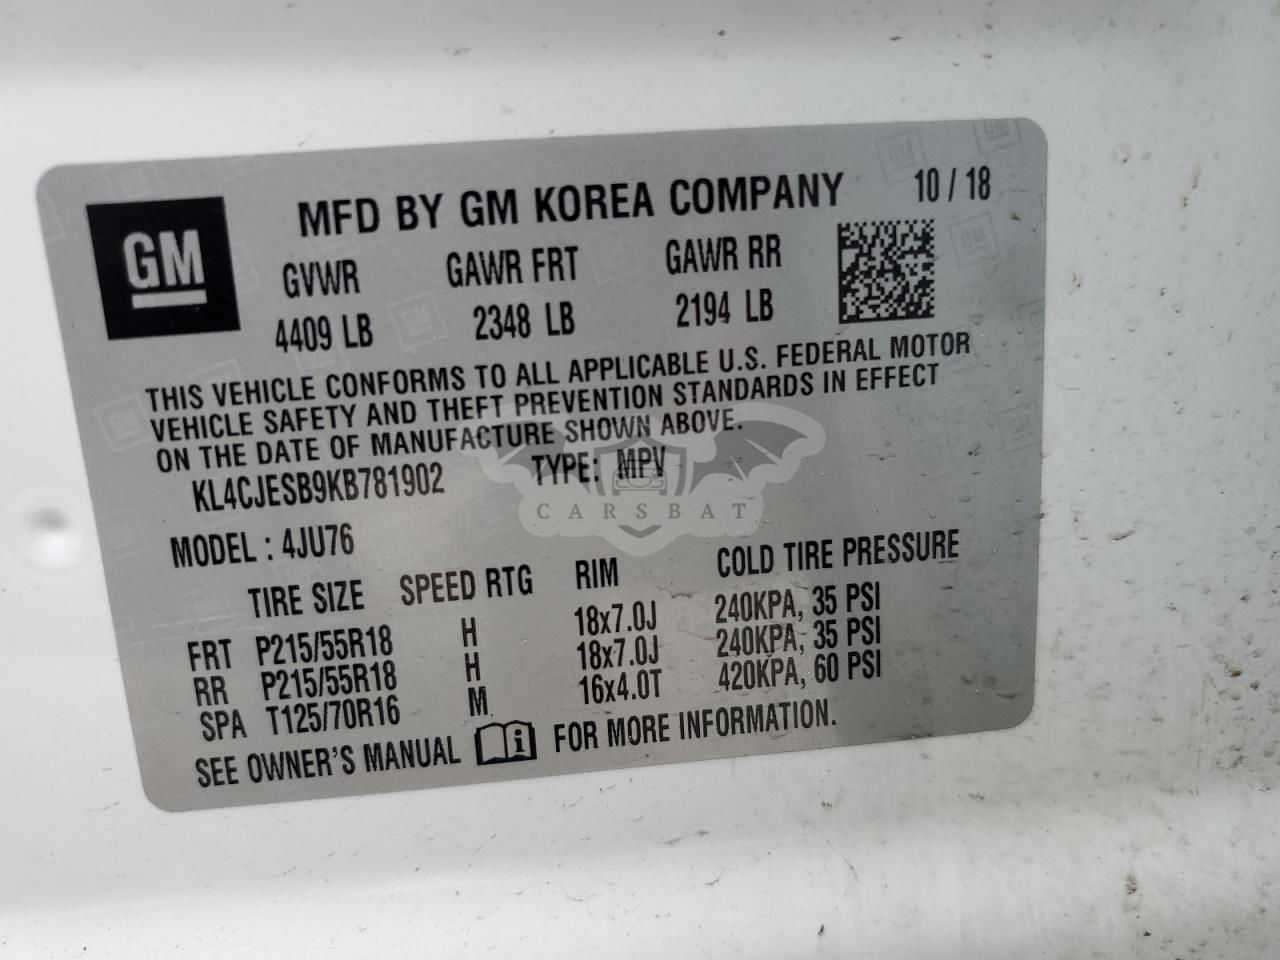 MFD BY GM KOREA COMPANY 10 / 18
GM
GVWR GAWR FRT GAWR RR
4409 LB 2348 LB 2194 LB
THIS VEHICLE CONFORMS TO ALL APPLICABLE U.S. FEDERAL MOTOR
VEHICLE SAFETY AND THEFT PREVENTION STANDARDS IN EFFECT
ON THE DATE OF MANUFACTURE SHOWN ABOVE.
KL4CJESB9KB781902 TYPE: MPV
CARSBAT
MODEL : 4JU76
TIRE SIZE SPEED RTG RIM COLD TIRE PRESSURE
FRT P215/55R18 H 18x7.0J 240KPA, 35 PSI
RR P215/55R18 H 18x7.0J 240KPA, 35 PSI
SPA T125/70R16 M 16x4.0T 420KPA, 60 PSI
SEE OWNER'S MANUAL i FOR MORE INFORMATION.